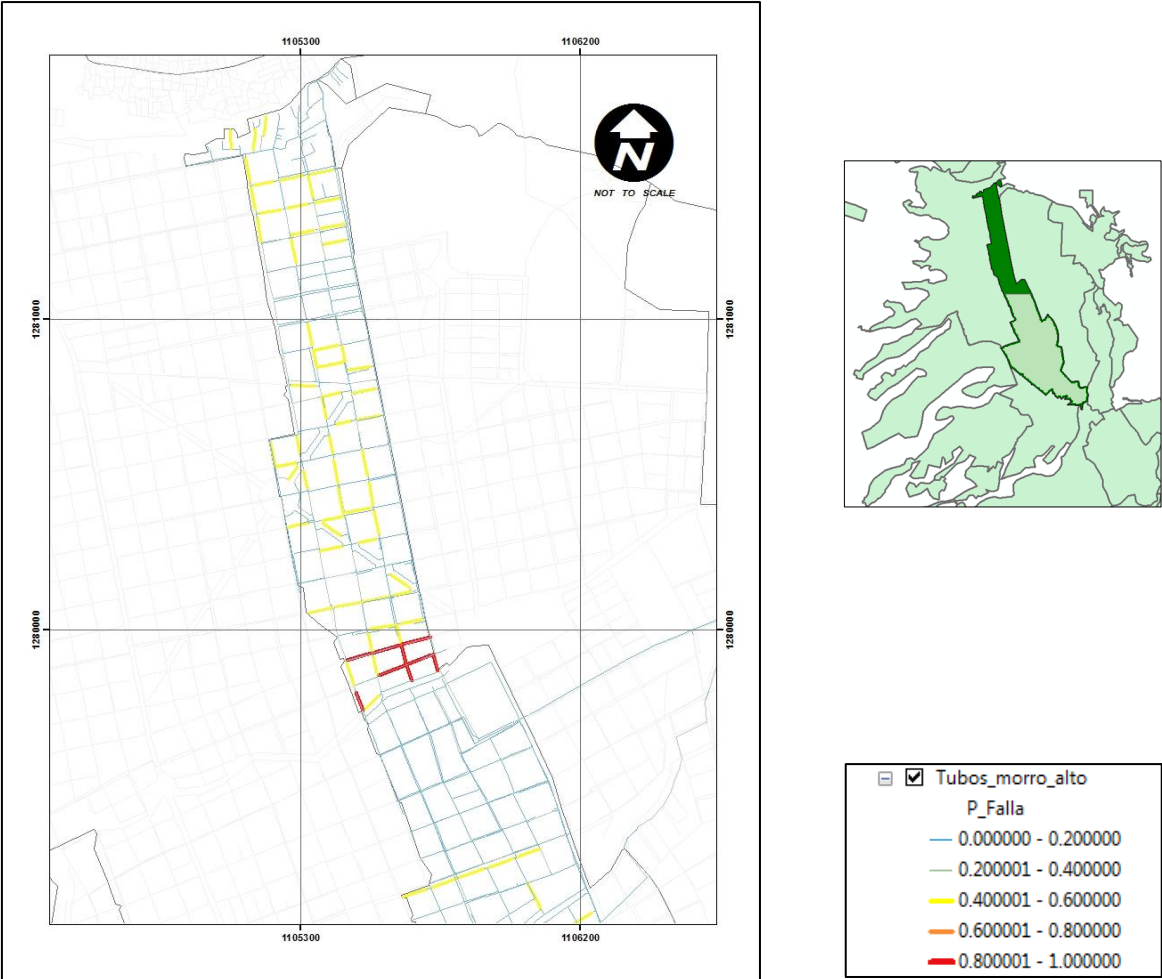 1105300 1106200
N
NOT TO SCALE
1281000 1281000
1280000 1280000
1105300 1106200
Tubos_morro_alto
P_Falla
0.000000 - 0.200000
0.200001 - 0.400000
0.400001 - 0.600000
0.600001 - 0.800000
0.800001 - 1.000000